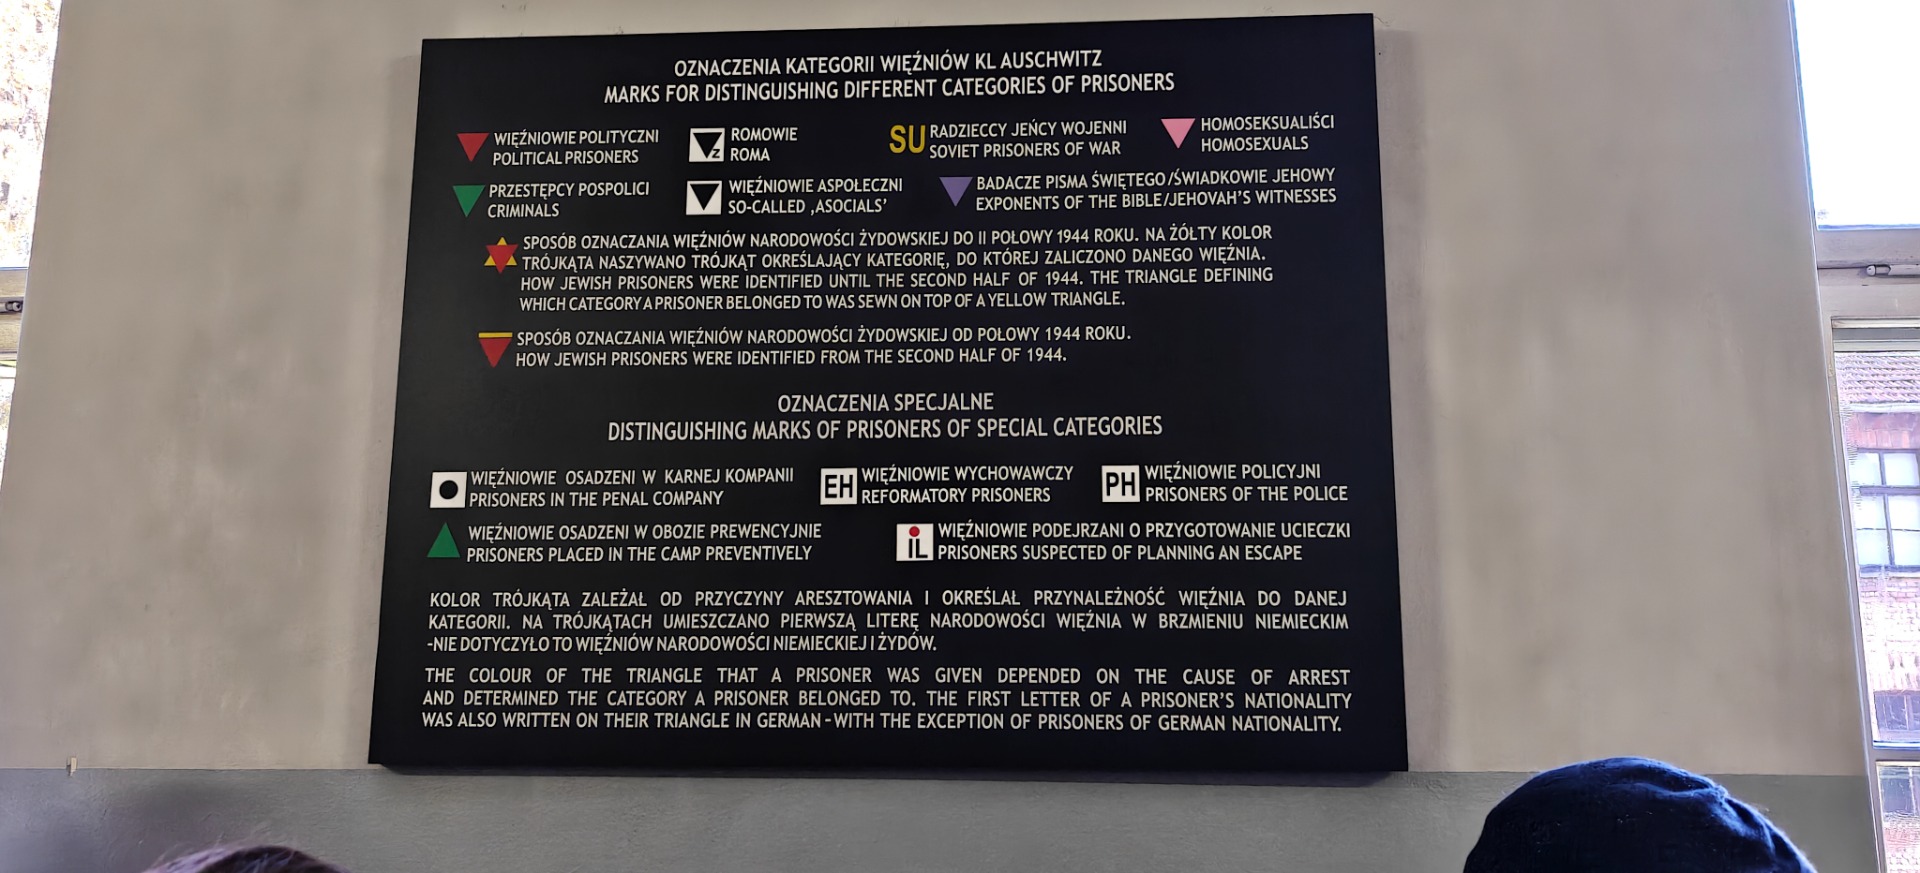 OZNACZENIA KATEGORII WIĘŹNIÓW KL AUSCHWITZ
MARKS FOR DISTINGUISHING DIFFERENT CATEGORIES OF PRISONERS
WIĘŹNIOWIE POLITYCZNI
POLITICAL PRISONERS
Z
ROMOWIE
ROMA
SU
RADZIECCY JEŃCY WOJENNI
SOVIET PRISONERS OF WAR
HOMOSEKSUALIŚCI
HOMOSEXUALS
PRZESTĘPCY POSPOLICI
CRIMINALS
WIĘŹNIOWIE ASPOŁECZNI
SO-CALLED ‚ASOCIALS’
BADACZE PISMA ŚWIĘTEGO/ŚWIADKOWIE JEHOWY
EXPONENTS OF THE BIBLE/JEHOVAH'S WITNESSES
SPOSÓB OZNACZANIA WIĘŹNIÓW NARODOWOŚCI ŻYDOWSKIEJ DO II POŁOWY 1944 ROKU. NA ŻÓŁTY KOLOR
TRÓJKĄTA NASZYWANO TRÓJKĄT OKREŚLAJĄCY KATEGORIĘ, DO KTÓREJ ZALICZONO DANEGO WIĘŹNIA.
HOW JEWISH PRISONERS WERE IDENTIFIED UNTIL THE SECOND HALF OF 1944. THE TRIANGLE DEFINING
WHICH CATEGORY A PRISONER BELONGED TO WAS SEWN ON TOP OF A YELLOW TRIANGLE.
SPOSÓB OZNACZANIA WIĘŹNIÓW NARODOWOŚCI ŻYDOWSKIEJ OD POŁOWY 1944 ROKU.
HOW JEWISH PRISONERS WERE IDENTIFIED FROM THE SECOND HALF OF 1944.
OZNACZENIA SPECJALNE
DISTINGUISHING MARKS OF PRISONERS OF SPECIAL CATEGORIES
WIĘŹNIOWIE OSADZENI W KARNEJ KOMPANII
PRISONERS IN THE PENAL COMPANY
EH
WIĘŹNIOWIE WYCHOWAWCZY
REFORMATORY PRISONERS
PH
WIĘŹNIOWIE POLICYJNI
PRISONERS OF THE POLICE
WIĘŹNIOWIE OSADZENI W OBOZIE PREWENCYJNIE
PRISONERS PLACED IN THE CAMP PREVENTIVELY
iL
WIĘŹNIOWIE PODEJRZANI O PRZYGOTOWANIE UCIECZKI
PRISONERS SUSPECTED OF PLANNING AN ESCAPE
KOLOR TRÓJKĄTA ZALEŻAŁ OD PRZYCZYNY ARESZTOWANIA I OKREŚLAŁ PRZYNALEŻNOŚĆ WIĘŹNIA DO DANEJ
KATEGORII. NA TRÓJKĄTACH UMIESZCZANO PIERWSZĄ LITERĘ NARODOWOŚCI WIĘŹNIA W BRZMIENIU NIEMIECKIM
-NIE DOTYCZYŁO TO WIĘŹNIÓW NARODOWOŚCI NIEMIECKIEJ I ŻYDÓW.
THE COLOUR OF THE TRIANGLE THAT A PRISONER WAS GIVEN DEPENDED ON THE CAUSE OF ARREST
AND DETERMINED THE CATEGORY A PRISONER BELONGED TO. THE FIRST LETTER OF A PRISONER'S NATIONALITY
WAS ALSO WRITTEN ON THEIR TRIANGLE IN GERMAN - WITH THE EXCEPTION OF PRISONERS OF GERMAN NATIONALITY.